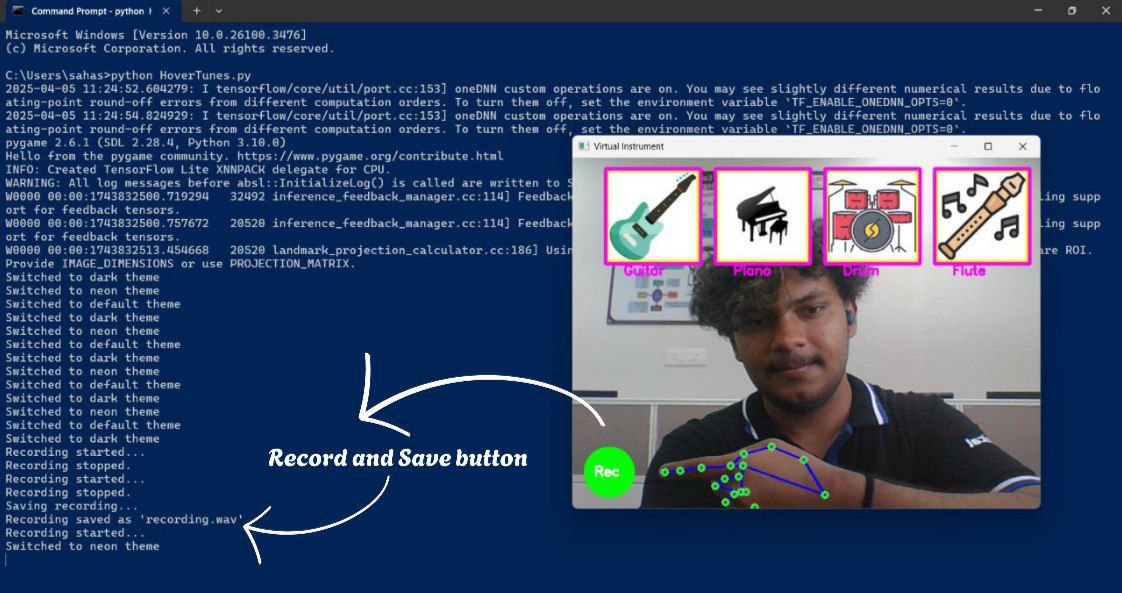 Command Prompt - python H
Microsoft Windows [Version 10.0.26100.3476]
(c) Microsoft Corporation. All rights reserved.
C:\Users\sahas>python HoverTunes.py
2025-04-05 11:24:52.604279: I tensorflow/core/util/port.cc:153] oneDNN custom operations are on. You may see slightly different numerical results due to flo
ating-point round-off errors from different computation orders. To turn them off, set the environment variable `TF_ENABLE_ONEDNN_OPTS=0`.
2025-04-05 11:24:54.824929: I tensorflow/core/util/port.cc:153] oneDNN custom operations are on. You may see slightly different numerical results due to flo
ating-point round-off errors from different computation orders. To turn them off, set the environment variable `TF_ENABLE_ONEDNN_OPTS=0`.
pygame 2.6.1 (SDL 2.28.4, Python 3.10.0)
Hello from the pygame community. https://www.pygame.org/contribute.html
INFO: Created TensorFlow Lite XNNPACK delegate for CPU.
WARNING: All log messages before absl::InitializeLog() is called are written to S
W0000 00:00:1743832500.719294   32492 inference_feedback_manager.cc:114] Feedback
ing supp
ort for feedback tensors.
W0000 00:00:1743832500.757672   20520 inference_feedback_manager.cc:114] Feedback
ing supp
ort for feedback tensors.
W0000 00:00:1743832513.454668   20520 landmark_projection_calculator.cc:186] Usin
are ROI.
Provide IMAGE_DIMENSIONS or use PROJECTION_MATRIX.
Switched to dark theme
Switched to neon theme
Switched to default theme
Switched to dark theme
Switched to neon theme
Switched to default theme
Switched to dark theme
Switched to neon theme
Switched to default theme
Switched to dark theme
Switched to neon theme
Switched to default theme
Switched to dark theme
Recording started...
Recording stopped.
Recording started...
Recording stopped.
Saving recording...
Recording saved as 'recording.wav'
Recording started...
Switched to neon theme
Record and Save button
Virtual Instrument
Guitar
Piano
Drum
Flute
Rec